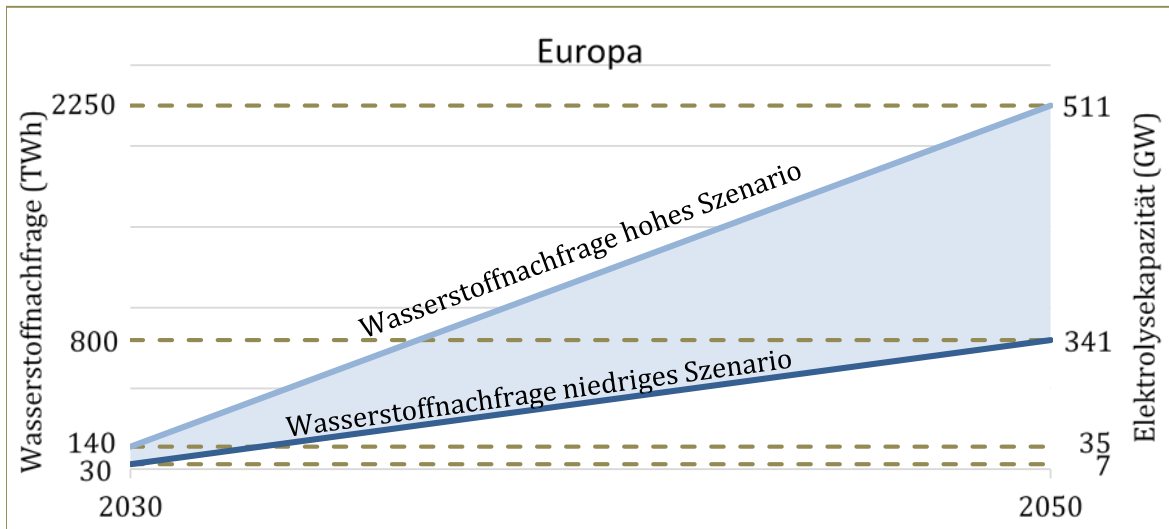 Europa
Wasserstoffnachfrage (TWh)
2250
800
140
30
Wasserstoffnachfrage hohes Szenario
Wasserstoffnachfrage niedriges Szenario
511
341
35
7
Elektrolysekapazität (GW)
2030
2050